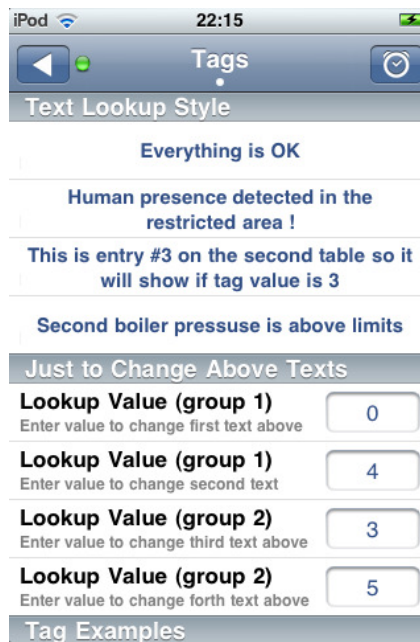 iPod 22:15
Tags
Text Lookup Style
Everything is OK
Human presence detected in the
restricted area !
This is entry #3 on the second table so it
will show if tag value is 3
Second boiler pressuse is above limits
Just to Change Above Texts
Lookup Value (group 1)
Enter value to change first text above
0
Lookup Value (group 1)
Enter value to change second text
4
Lookup Value (group 2)
Enter value to change third text above
3
Lookup Value (group 2)
Enter value to change forth text above
5
Tag Examples